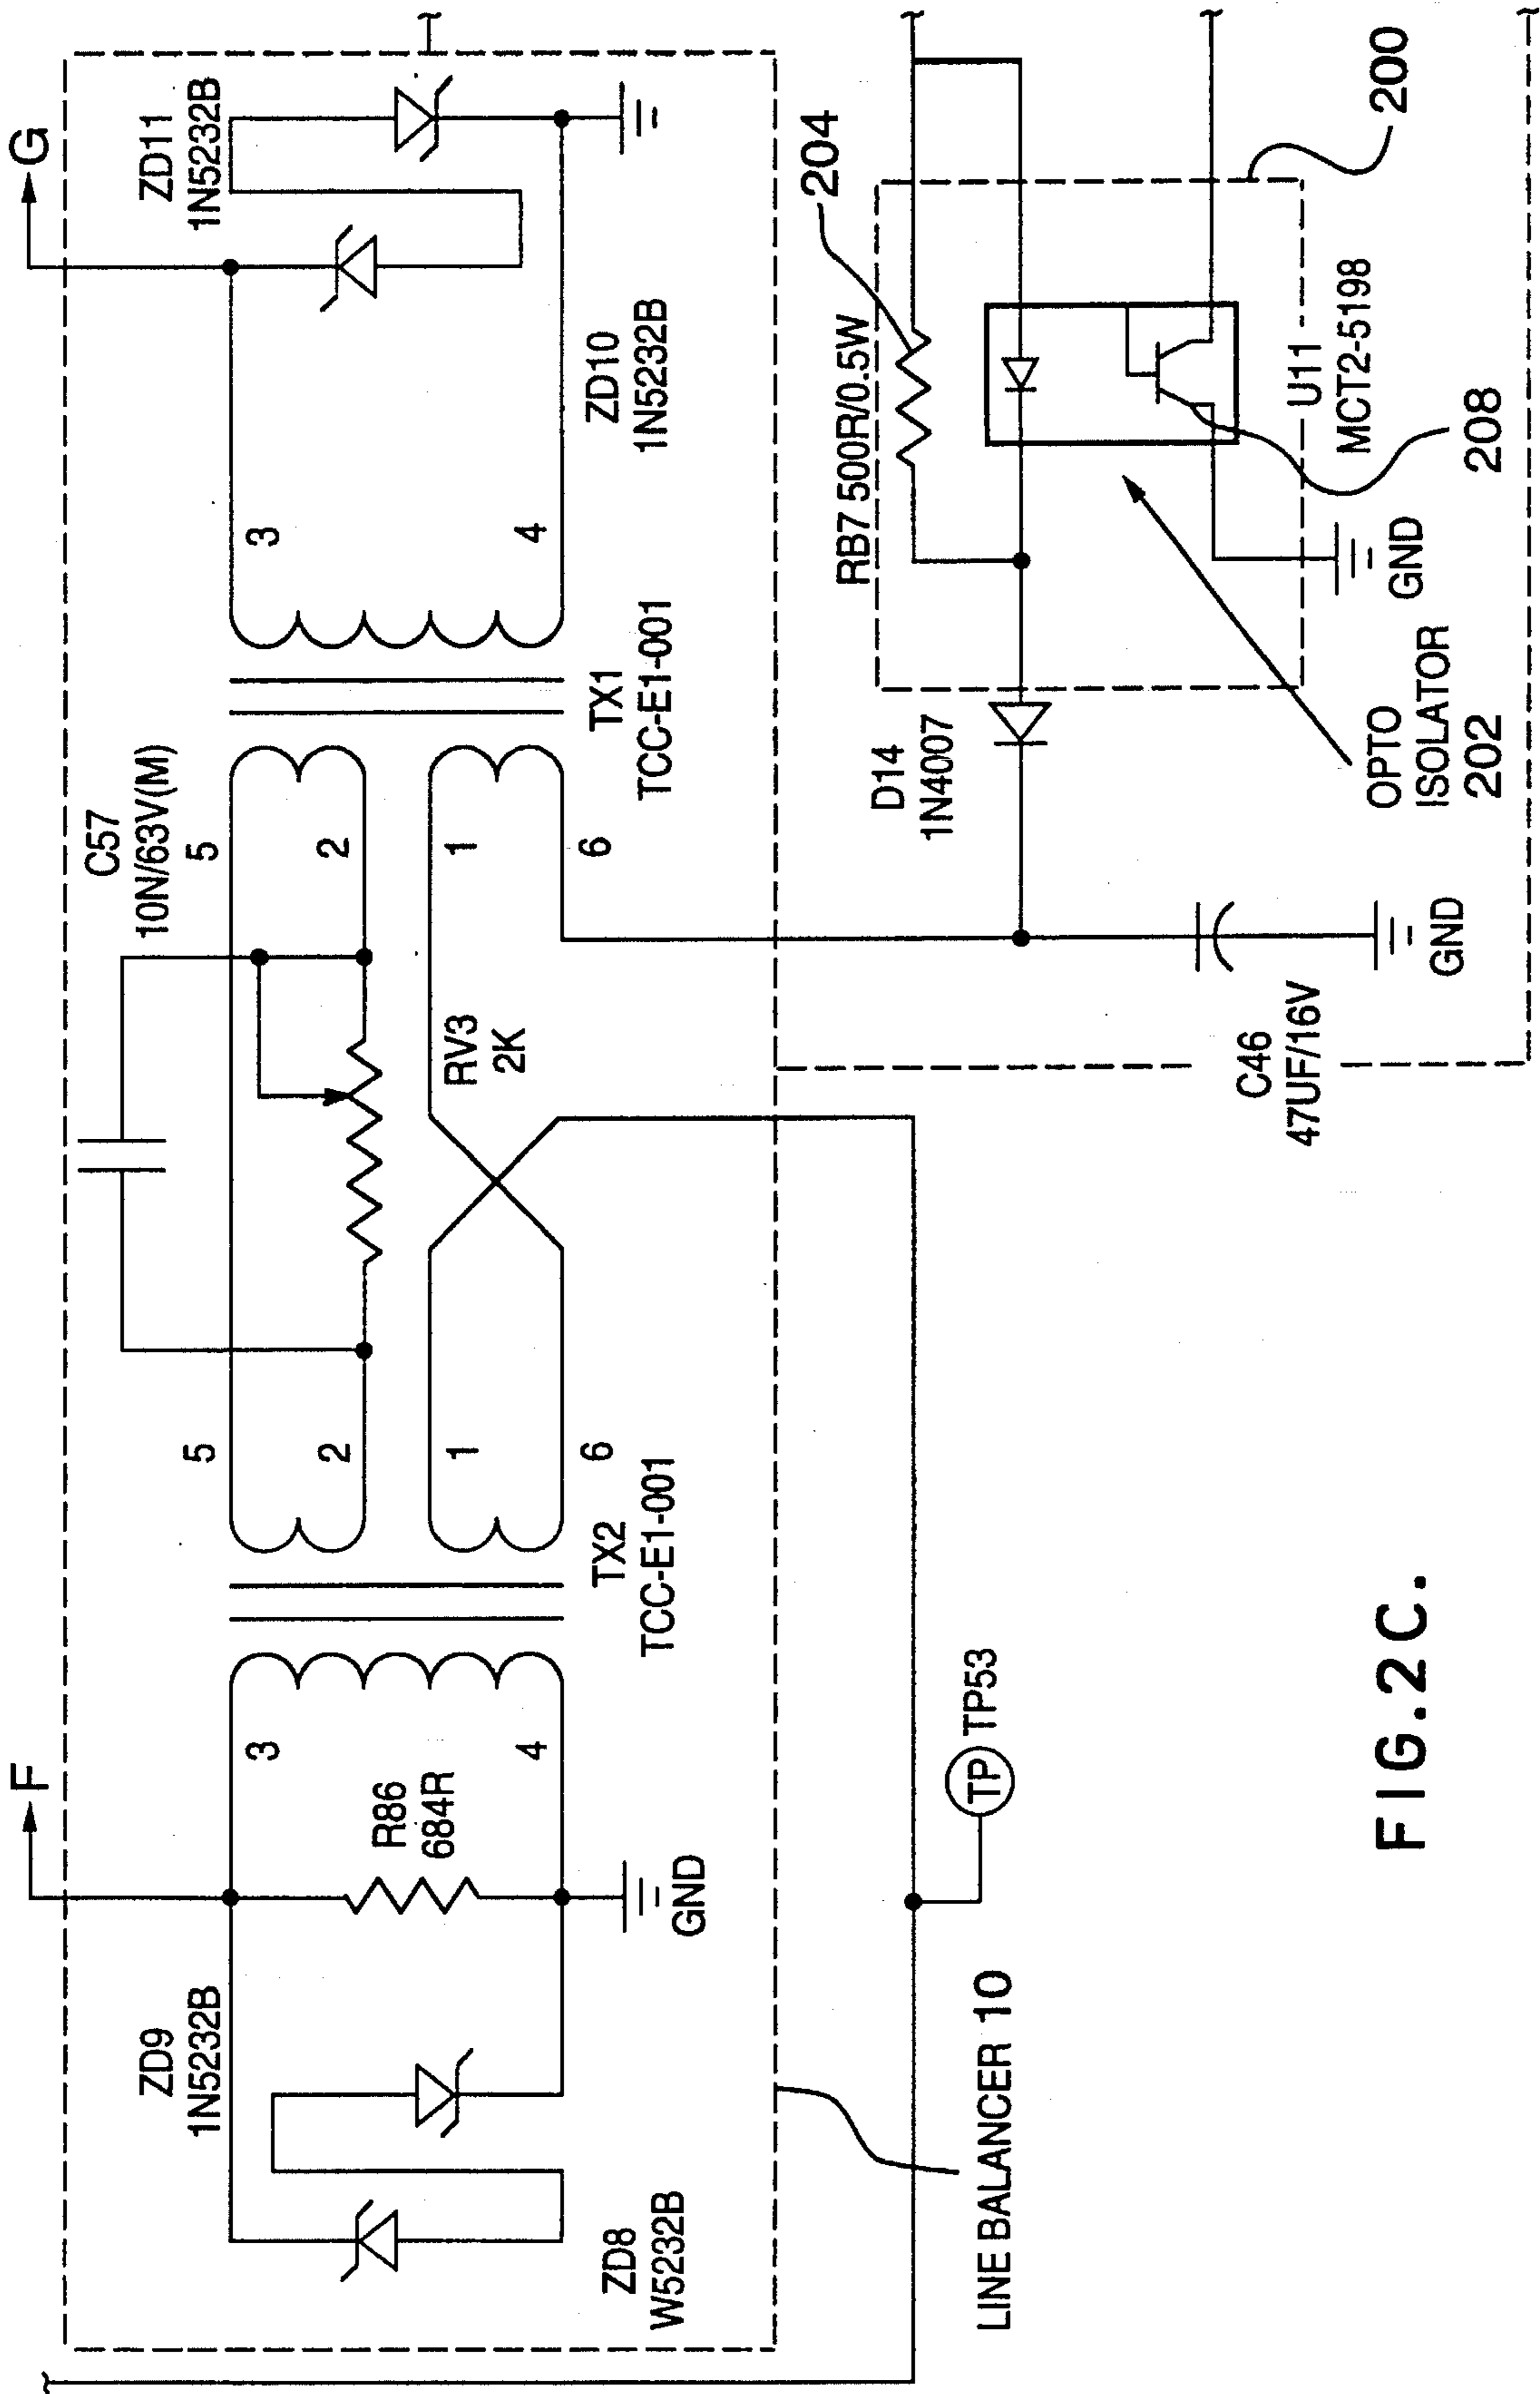 F
G
ZD9
1N5232B
ZD8
W5232B
R86
684R
GND
3
4
TX2
TCC-E1-001
5
2
1
6
C57
10N/63V(M)
RV3
2K
5
2
1
6
TX1
TCC-E1-001
3
4
ZD11
1N5232B
ZD10
1N5232B
LINE BALANCER 10
TP
TP53
C46
47UF/16V
GND
D14
1N4007
RB7 500R/0.5W
204
U11
MCT2-5198
200
208
GND
OPTO
ISOLATOR
202
FIG.2C.